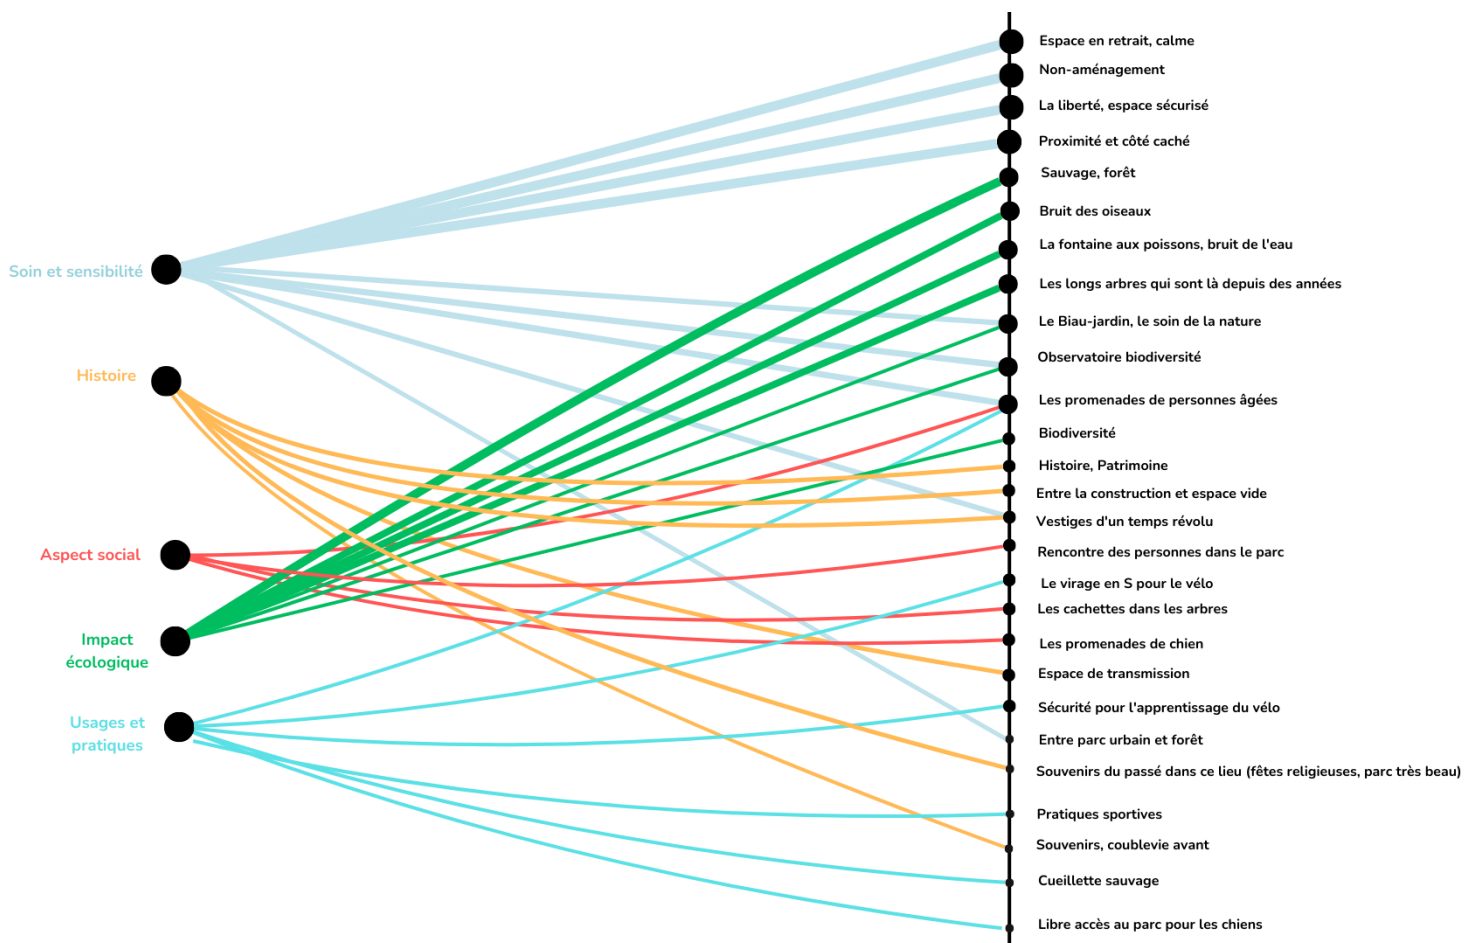 Soin et sensibilité
Histoire
Aspect social
Impact
écologique
Usages et
pratiques
Espace en retrait, calme
Non-aménagement
La liberté, espace sécurisé
Proximité et côté caché
Sauvage, forêt
Bruit des oiseaux
La fontaine aux poissons, bruit de l'eau
Les longs arbres qui sont là depuis des années
Le Biau-jardin, le soin de la nature
Observatoire biodiversité
Les promenades de personnes âgées
Biodiversité
Histoire, Patrimoine
Entre la construction et espace vide
Vestiges d'un temps révolu
Rencontre des personnes dans le parc
Le virage en S pour le vélo
Les cachettes dans les arbres
Les promenades de chien
Espace de transmission
Sécurité pour l'apprentissage du vélo
Entre parc urbain et forêt
Souvenirs du passé dans ce lieu (fêtes religieuses, parc très beau)
Pratiques sportives
Souvenirs, coublevie avant
Cueillette sauvage
Libre accès au parc pour les chiens